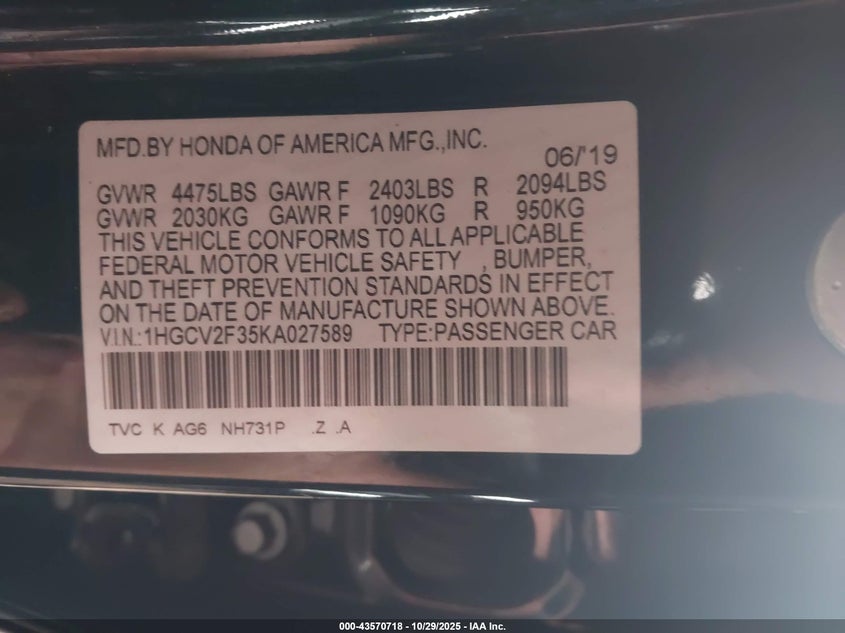 MFD.BY HONDA OF AMERICA MFG.,INC.
06/'19
GVWR 4475LBS GAWR F 2403LBS R 2094LBS
GVWR 2030KG GAWR F 1090KG R 950KG
THIS VEHICLE CONFORMS TO ALL APPLICABLE
FEDERAL MOTOR VEHICLE SAFETY , BUMPER,
AND THEFT PREVENTION STANDARDS IN EFFECT
ON THE DATE OF MANUFACTURE SHOWN ABOVE.
V.I.N.:1HGCV2F35KA027589 TYPE:PASSENGER CAR
TVC K AG6 NH731P .Z .A
000-43570718 - 10/29/2025 - IAA Inc.